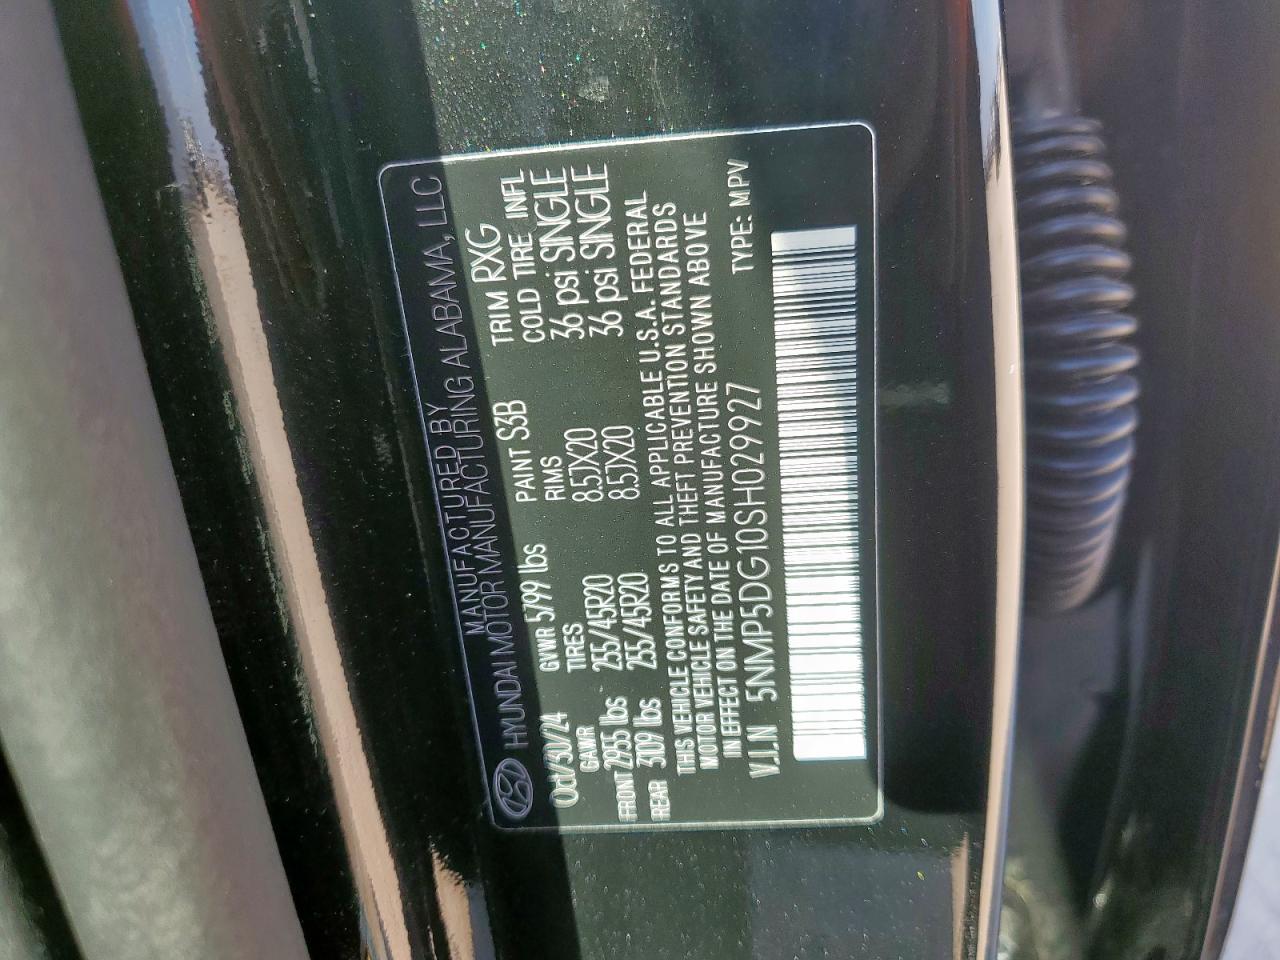 MANUFACTURED BY
HYUNDAI MOTOR MANUFACTURING ALABAMA, LLC
Oct/30/24 GVWR 5799 lbs PAINT S3B TRIM RXG
GAWR TIRES RIMS COLD TIRE INFL
FRONT 2955 lbs 255/45R20 8.5JX20 36 psi SINGLE
REAR 3109 lbs 255/45R20 8.5JX20 36 psi SINGLE
THIS VEHICLE CONFORMS TO ALL APPLICABLE U.S.A. FEDERAL
MOTOR VEHICLE SAFETY AND THEFT PREVENTION STANDARDS
IN EFFECT ON THE DATE OF MANUFACTURE SHOWN ABOVE
V.I.N 5NMP5DG10SH029927 TYPE: MPV